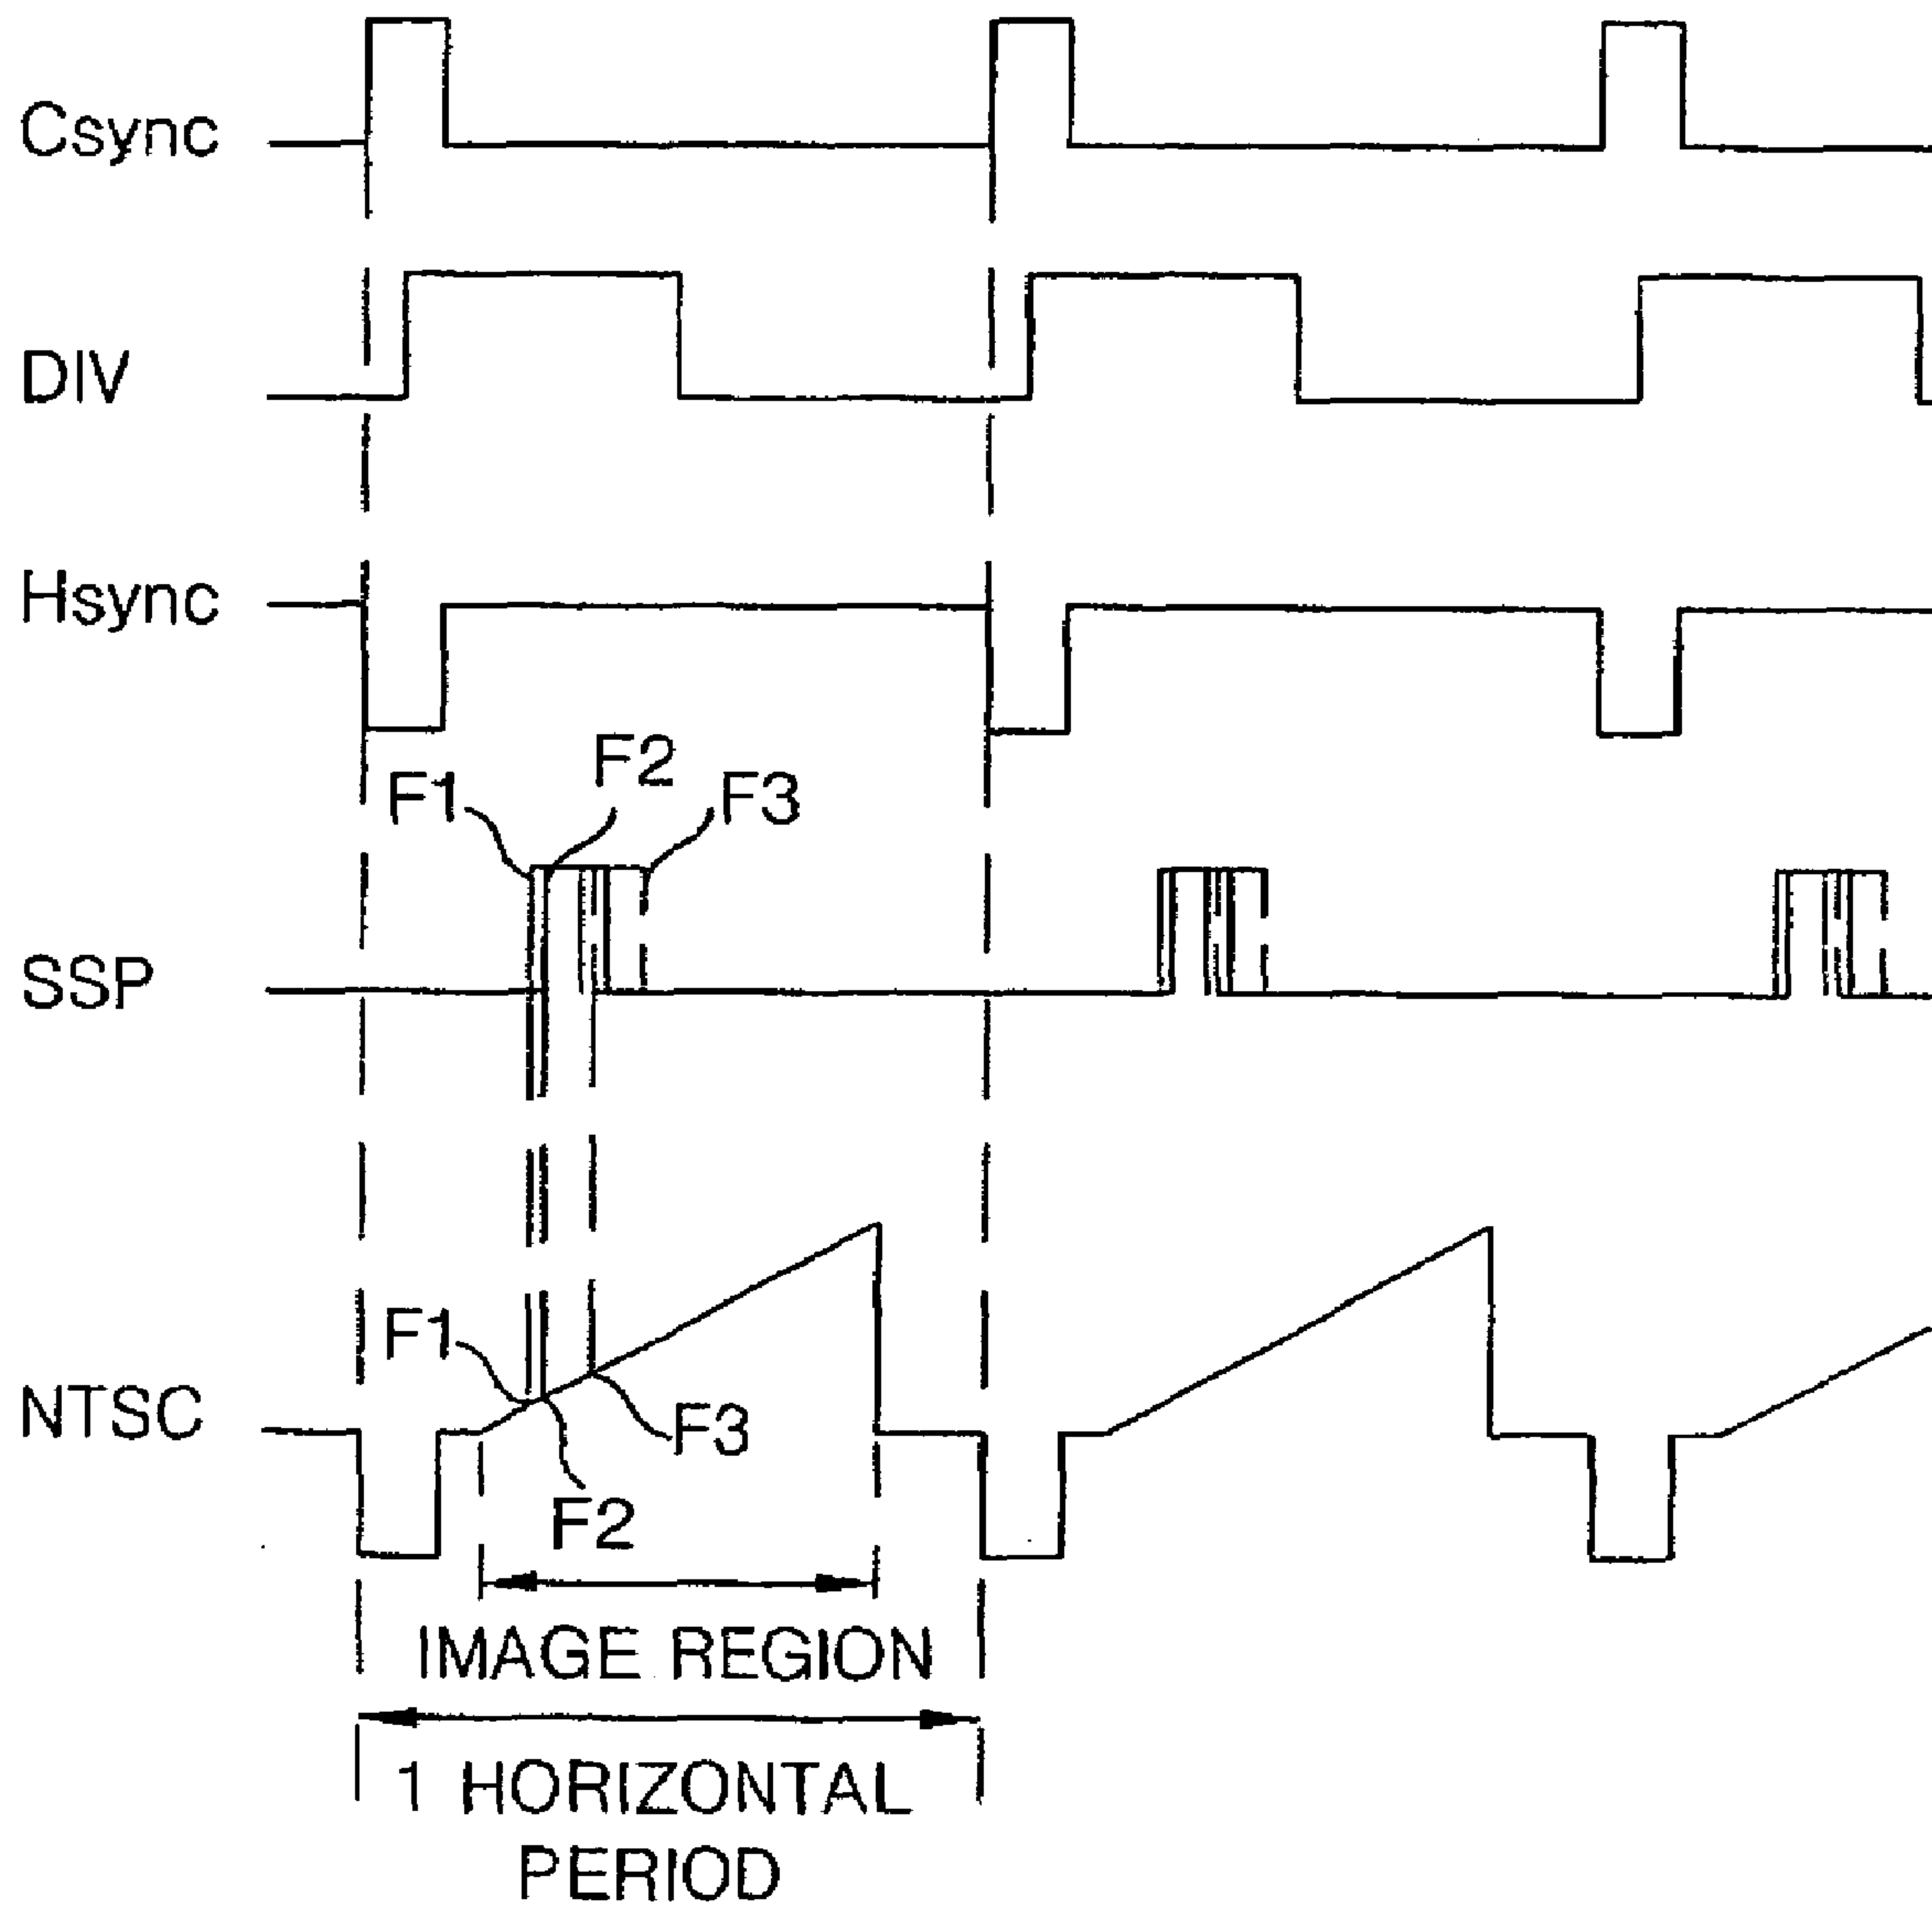 Csync
DIV
Hsync
F2
F1
F3
SSP
F1
NTSC
F3
F2
IMAGE REGION
1 HORIZONTAL
PERIOD